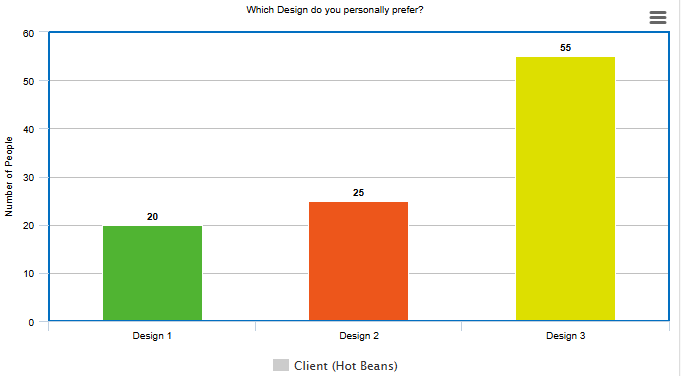 Which Design do you personally prefer?
Number of People
60
50
40
30
20
10
0
20
25
55
Design 1
Design 2
Design 3
Client (Hot Beans)